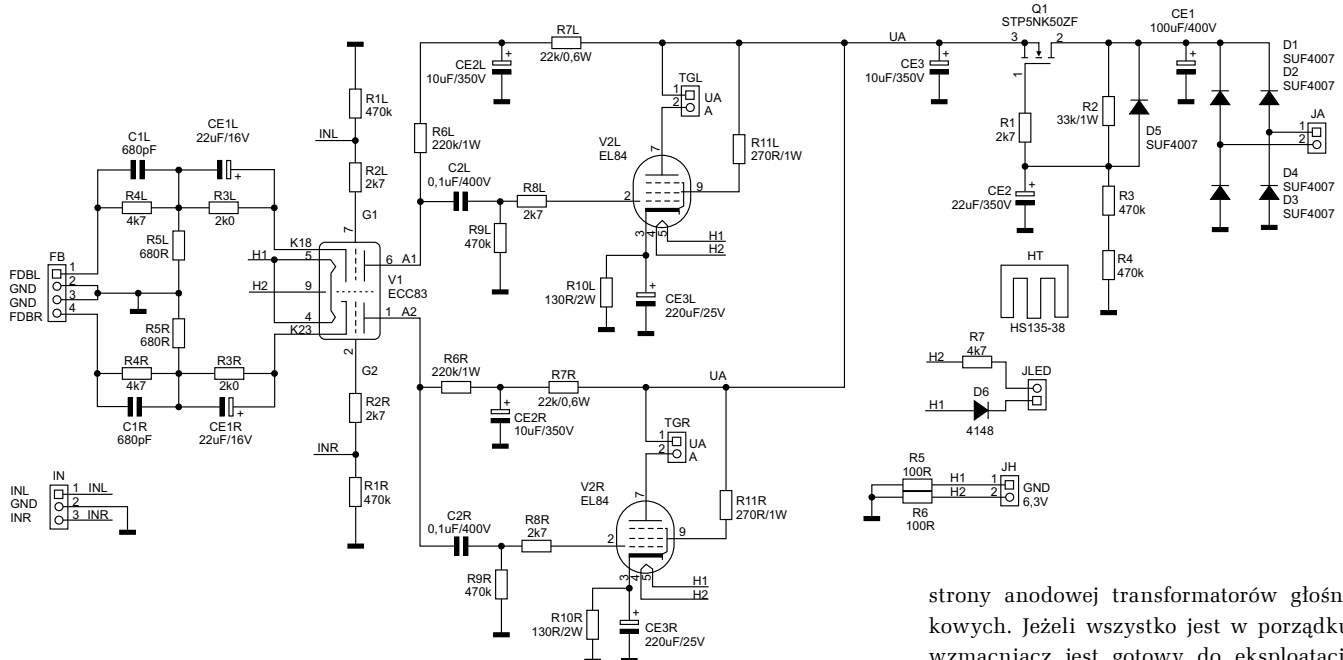 Q1
STP5NK50ZF
CE1
100uF/400V
D1
SUF4007
D2
SUF4007
R7L
22k/0,6W
CE2L
10uF/350V
UA
3
2
1
CE3
10uF/350V
TGL
1
2
UA
A
R1L
470k
INL
R2L
2k7
R6L
220k/1W
C2L
0,1uF/400V
R8L
2k7
V2L
EL84
7
2
9
3
4
5
R11L
270R/1W
H1
H2
R9L
470k
R10L
130R/2W
CE3L
220uF/25V
R1
2k7
R2
33k/1W
D5
SUF4007
JA
1
2
D4
SUF4007
D3
SUF4007
CE2
22uF/350V
R3
470k
R4
470k
HT
HS135-38
C1L
680pF
CE1L
22uF/16V
R4L
4k7
R3L
2k0
R5L
680R
G1
7
K18
H1
5
6
A1
V1
ECC83
H2
9
1
A2
4
K23
2
G2
FB
FDBL
1
GND
2
GND
3
FDBR
4
R5R
680R
R4R
4k7
R3R
2k0
C1R
680pF
CE1R
22uF/16V
R2R
2k7
INR
R1R
470k
R6R
220k/1W
R7R
22k/0,6W
UA
CE2R
10uF/350V
TGR
1
2
UA
A
V2R
EL84
7
2
9
3
4
5
R11R
270R/1W
H1
H2
C2R
0,1uF/400V
R8R
2k7
R9R
470k
R10R
130R/2W
CE3R
220uF/25V
H2
R7
4k7
JLED
H1
D6
4148
R5
100R
H1
JH
1
GND
H2
2
6,3V
R6
100R
IN
INL
1
INL
GND
2
INR
3
INR
strony anodowej transformatorów głośni
kowych. Jeżeli wszystko jest w porządku
wzmacniacz jest gotowy do eksploatacji